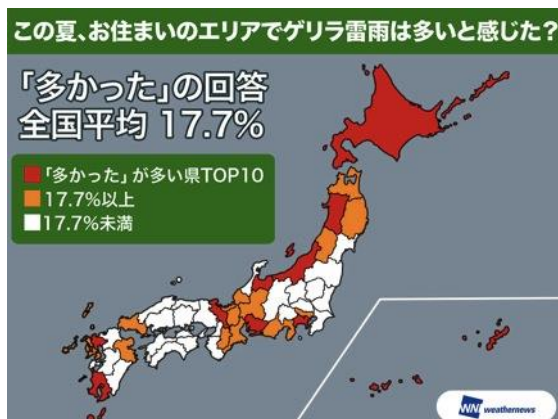 この夏、お住まいのエリアでゲリラ雷雨は多いと感じた？
「多かった」の回答
全国平均 17.7%
「多かった」が多い県TOP10
17.7%以上
17.7%未満
WNI weathernews